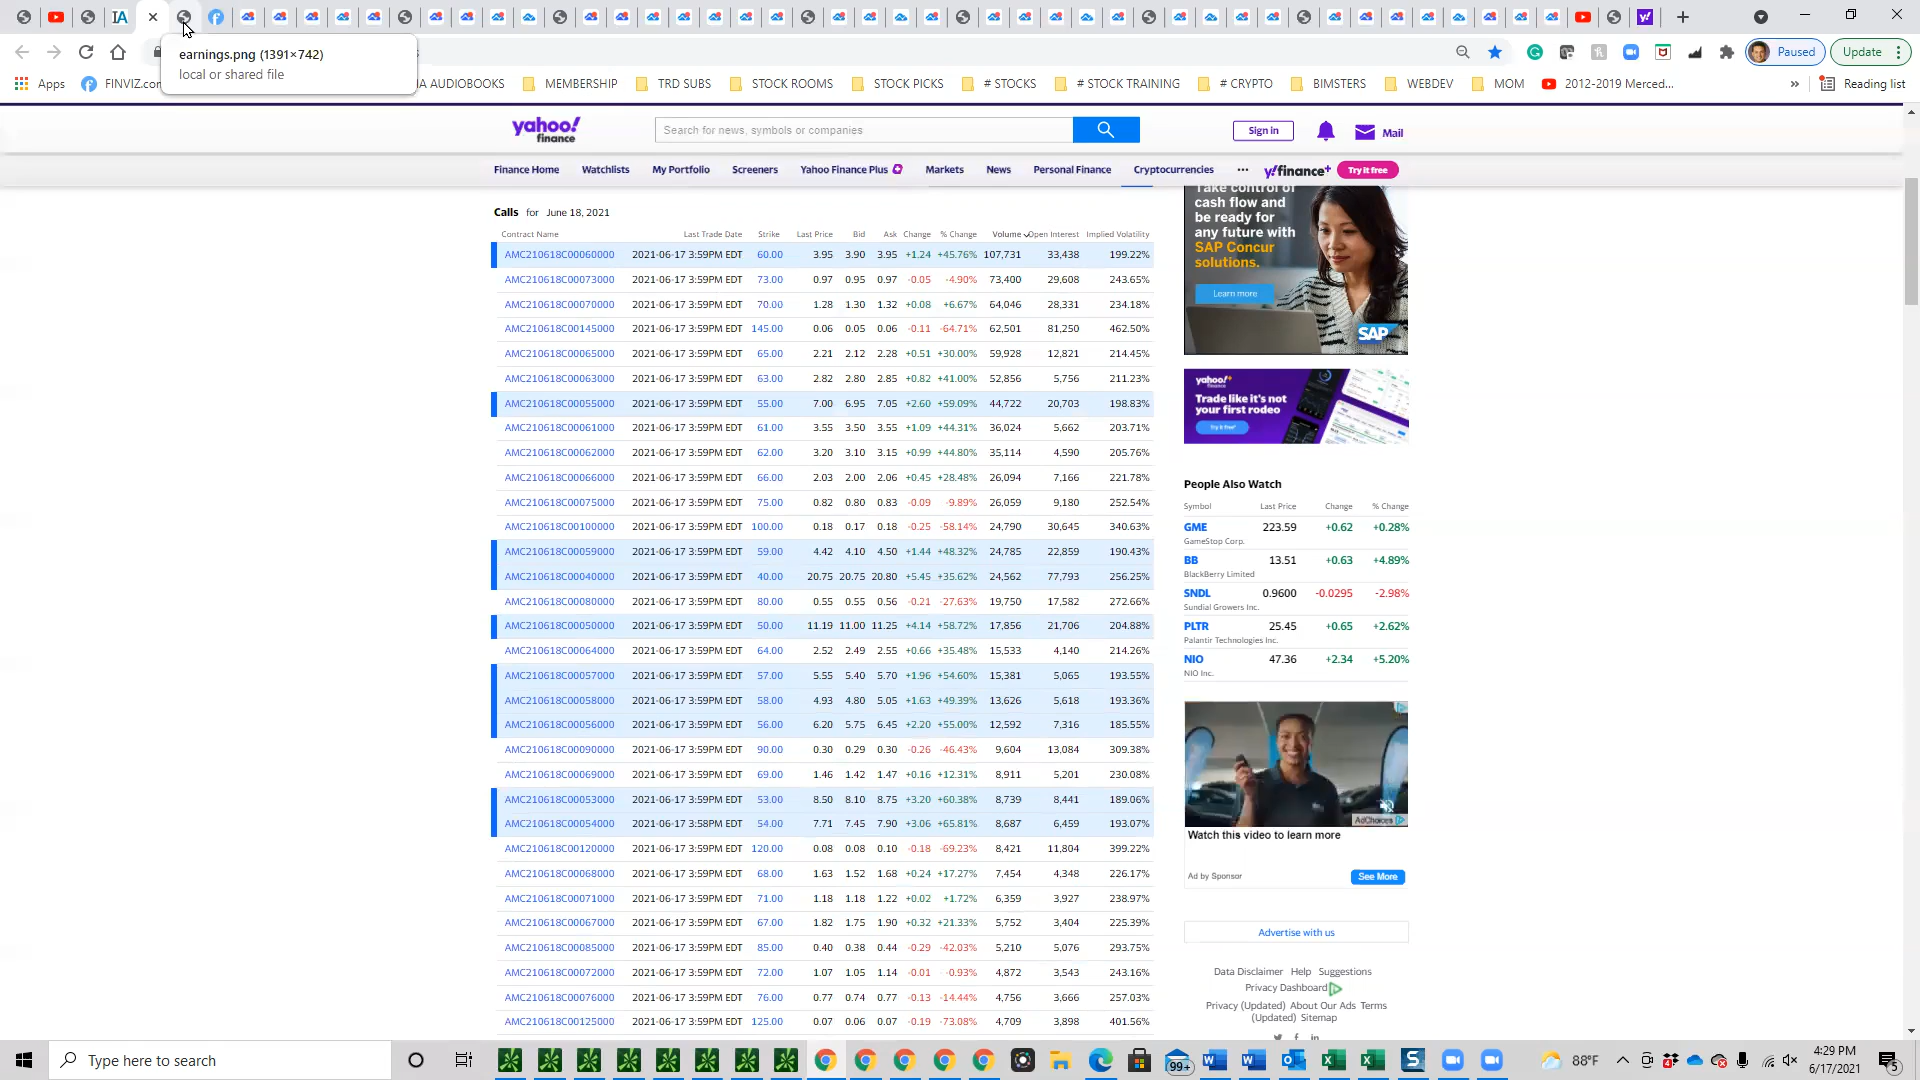 IA
Paused
Update
earnings.png (1391×742)
local or shared file
Apps
FINVIZ.com
IA AUDIOBOOKS
MEMBERSHIP
TRD SUBS
STOCK ROOMS
STOCK PICKS
# STOCKS
# STOCK TRAINING
# CRYPTO
BIMSTERS
WEBDEV
MOM
2012-2019 Merced...
»
Reading list
yahoo!
finance
Search for news, symbols or companies
Sign in
Mail
Finance Home
Watchlists
My Portfolio
Screeners
Yahoo Finance Plus
Markets
News
Personal Finance
Cryptocurrencies
...
y!finance+
Try it free
Calls for June 18, 2021
Contract Name Last Trade Date Strike Last Price Bid Ask Change % Change Volume Open Interest Implied Volatility
AMC210618C00060000 2021-06-17 3:59PM EDT 60.00 3.95 3.90 3.95 +1.24 +45.76% 107,731 33,438 199.22%
AMC210618C00073000 2021-06-17 3:59PM EDT 73.00 0.97 0.95 0.97 -0.05 -4.90% 73,400 29,608 243.65%
AMC210618C00070000 2021-06-17 3:59PM EDT 70.00 1.28 1.30 1.32 +0.08 +6.67% 64,046 28,331 234.18%
AMC210618C00145000 2021-06-17 3:59PM EDT 145.00 0.06 0.05 0.06 -0.11 -64.71% 62,501 81,250 462.50%
AMC210618C00065000 2021-06-17 3:59PM EDT 65.00 2.21 2.12 2.28 +0.51 +30.00% 59,928 12,821 214.45%
AMC210618C00063000 2021-06-17 3:59PM EDT 63.00 2.82 2.80 2.85 +0.82 +41.00% 52,856 5,756 211.23%
AMC210618C00055000 2021-06-17 3:59PM EDT 55.00 7.00 6.95 7.05 +2.60 +59.09% 44,722 20,703 198.83%
AMC210618C00061000 2021-06-17 3:59PM EDT 61.00 3.55 3.50 3.55 +1.09 +44.31% 36,024 5,662 203.71%
AMC210618C00062000 2021-06-17 3:59PM EDT 62.00 3.20 3.10 3.15 +0.99 +44.80% 35,114 4,590 205.76%
AMC210618C00066000 2021-06-17 3:59PM EDT 66.00 2.03 2.00 2.06 +0.45 +28.48% 26,094 7,166 221.78%
AMC210618C00075000 2021-06-17 3:59PM EDT 75.00 0.82 0.80 0.83 -0.09 -9.89% 26,059 9,180 252.54%
AMC210618C00100000 2021-06-17 3:59PM EDT 100.00 0.18 0.17 0.18 -0.25 -58.14% 24,790 30,645 340.63%
AMC210618C00059000 2021-06-17 3:59PM EDT 59.00 4.42 4.10 4.50 +1.44 +48.32% 24,785 22,859 190.43%
AMC210618C00040000 2021-06-17 3:59PM EDT 40.00 20.75 20.75 20.80 +5.45 +35.62% 24,562 77,793 256.25%
AMC210618C00080000 2021-06-17 3:59PM EDT 80.00 0.55 0.55 0.56 -0.21 -27.63% 19,750 17,582 272.66%
AMC210618C00050000 2021-06-17 3:59PM EDT 50.00 11.19 11.00 11.25 +4.14 +58.72% 17,856 21,706 204.88%
AMC210618C00064000 2021-06-17 3:59PM EDT 64.00 2.52 2.49 2.55 +0.66 +35.48% 15,533 4,140 214.26%
AMC210618C00057000 2021-06-17 3:59PM EDT 57.00 5.55 5.40 5.70 +1.96 +54.60% 15,381 5,065 193.55%
AMC210618C00058000 2021-06-17 3:59PM EDT 58.00 4.93 4.80 5.05 +1.63 +49.39% 13,626 5,618 193.36%
AMC210618C00056000 2021-06-17 3:59PM EDT 56.00 6.20 5.75 6.45 +2.20 +55.00% 12,592 7,316 185.55%
AMC210618C00090000 2021-06-17 3:59PM EDT 90.00 0.30 0.29 0.30 -0.26 -46.43% 9,604 13,084 309.38%
AMC210618C00069000 2021-06-17 3:59PM EDT 69.00 1.46 1.42 1.47 +0.16 +12.31% 8,911 5,201 230.08%
AMC210618C00053000 2021-06-17 3:59PM EDT 53.00 8.50 8.10 8.75 +3.20 +60.38% 8,739 8,441 189.06%
AMC210618C00054000 2021-06-17 3:58PM EDT 54.00 7.71 7.45 7.90 +3.06 +65.81% 8,687 6,459 193.07%
AMC210618C00120000 2021-06-17 3:59PM EDT 120.00 0.08 0.08 0.10 -0.18 -69.23% 8,421 11,804 399.22%
AMC210618C00068000 2021-06-17 3:59PM EDT 68.00 1.63 1.52 1.68 +0.24 +17.27% 7,454 4,348 226.17%
AMC210618C00071000 2021-06-17 3:59PM EDT 71.00 1.18 1.18 1.22 +0.02 +1.72% 6,359 3,927 238.97%
AMC210618C00067000 2021-06-17 3:59PM EDT 67.00 1.82 1.75 1.90 +0.32 +21.33% 5,752 3,404 225.39%
AMC210618C00085000 2021-06-17 3:59PM EDT 85.00 0.40 0.38 0.44 -0.29 -42.03% 5,210 5,076 293.75%
AMC210618C00072000 2021-06-17 3:59PM EDT 72.00 1.07 1.05 1.14 -0.01 -0.93% 4,872 3,543 243.16%
AMC210618C00076000 2021-06-17 3:59PM EDT 76.00 0.77 0.74 0.77 -0.13 -14.44% 4,756 3,666 257.03%
AMC210618C00125000 2021-06-17 3:59PM EDT 125.00 0.07 0.06 0.07 -0.19 -73.08% 4,709 3,898 401.56%
Take control of
cash flow and
be ready for
any future with
SAP Concur
solutions.
Learn more
SAP
yahoo!
finance
Trade like it's not
your first rodeo
Try it free
People Also Watch
Symbol Last Price Change % Change
GME 223.59 +0.62 +0.28%
GameStop Corp.
BB 13.51 +0.63 +4.89%
BlackBerry Limited
SNDL 0.9600 -0.0295 -2.98%
Sundial Growers Inc.
PLTR 25.45 +0.65 +2.62%
Palantir Technologies Inc.
NIO 47.36 +2.34 +5.20%
NIO Inc.
AdChoices
Watch this video to learn more
Ad by Sponsor
See More
Advertise with us
Data Disclaimer Help Suggestions
Privacy Dashboard
Privacy (Updated) About Our Ads Terms
(Updated) Sitemap
Type here to search
99+
88°F
4:29 PM
6/17/2021
5